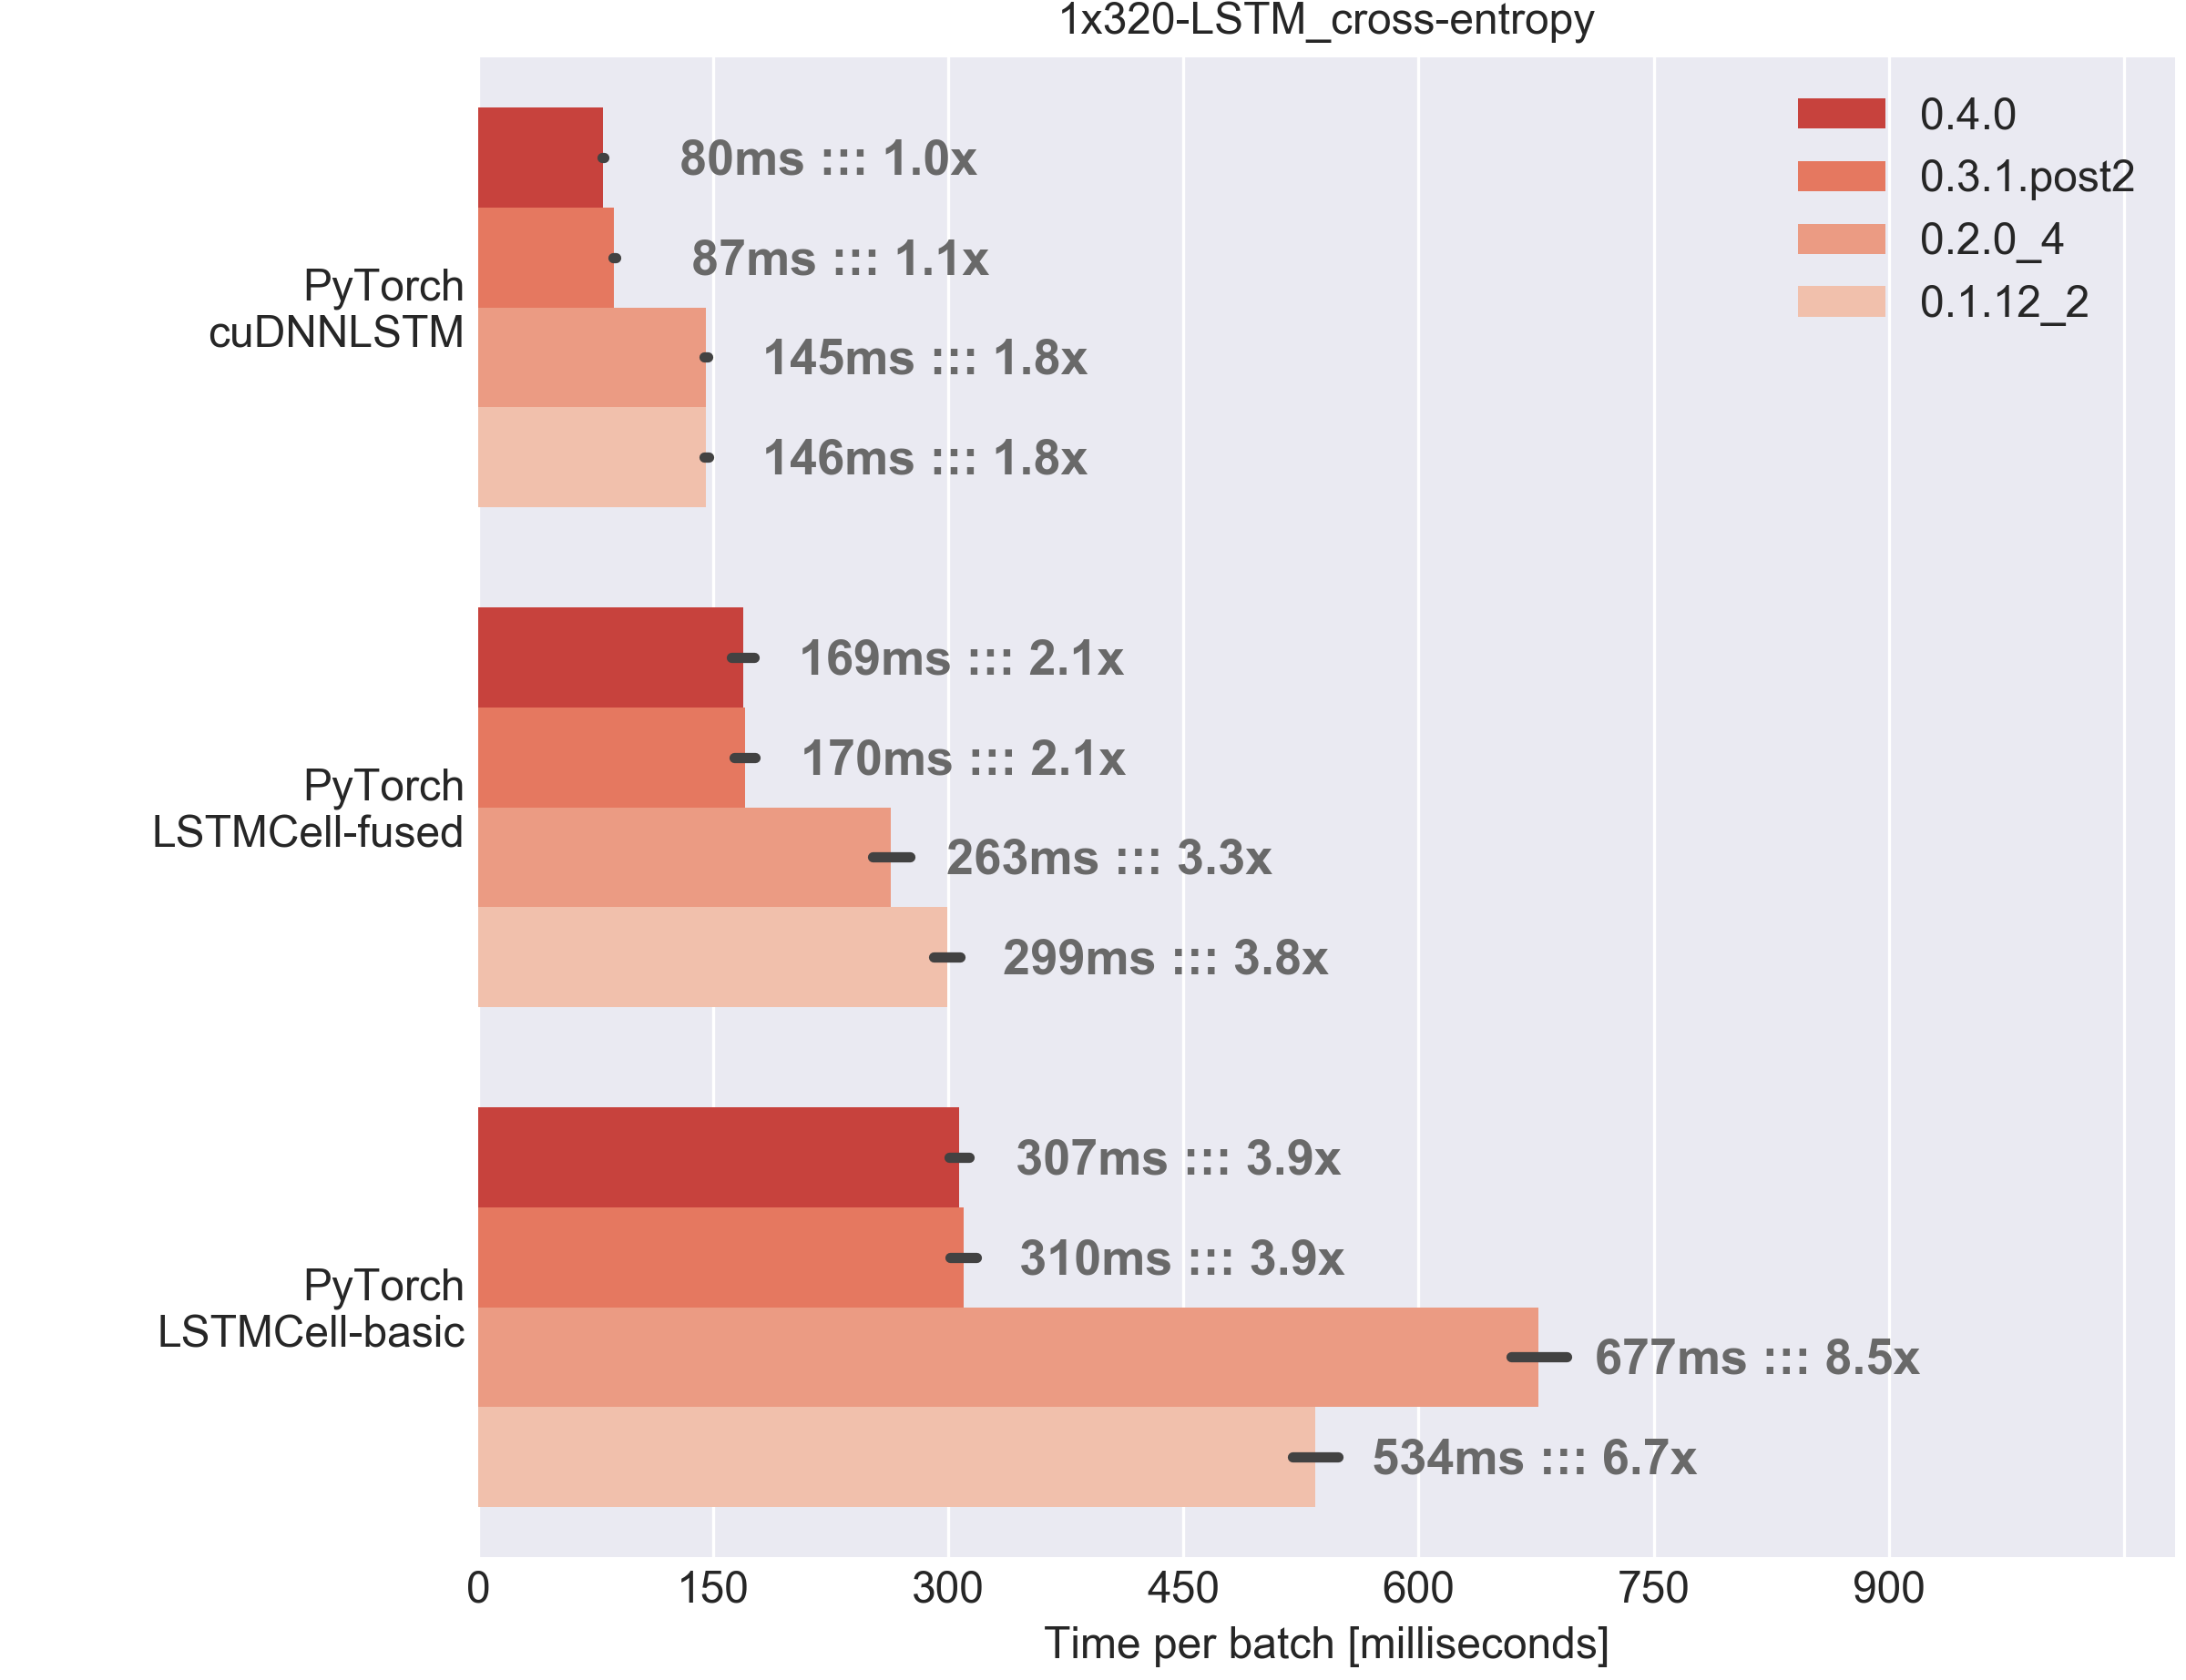 1x320-LSTM_cross-entropy
0.4.0
0.3.1.post2
0.2.0_4
0.1.12_2
PyTorch
cuDNNLSTM
80ms ::: 1.0x
87ms ::: 1.1x
145ms ::: 1.8x
146ms ::: 1.8x
PyTorch
LSTMCell-fused
169ms ::: 2.1x
170ms ::: 2.1x
263ms ::: 3.3x
299ms ::: 3.8x
PyTorch
LSTMCell-basic
307ms ::: 3.9x
310ms ::: 3.9x
677ms ::: 8.5x
534ms ::: 6.7x
0 150 300 450 600 750 900
Time per batch [milliseconds]